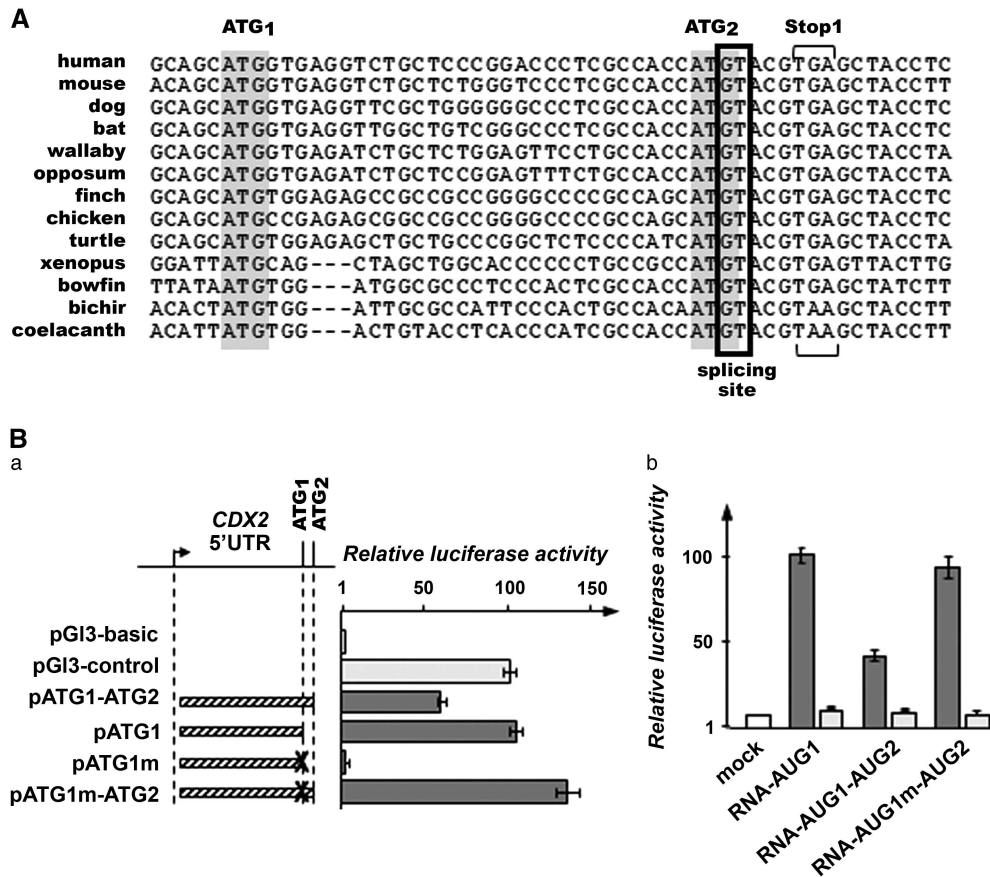 A
ATG1 ATG2 Stop1
human GCAGCATGGTGAGGTCTGCTCCCGGACCCTCGCCACCATGTACGTGAGCTACCTC
mouse ACAGCATGGTGAGGTCTGCTCTGGGTCCCTCGCCACCATGTACGTGAGCTACCTT
dog GCAGCATGGTGAGGTTCGCTGGGGGGCCCTCGCCACCATGTACGTGAGCTACCTC
bat GCAGCATGGTGAGGTTGGCTGTCGGGCCCTCGCCACCATGTACGTGAGCTACCTC
wallaby GCAGCATGGTGAGATCTGCTCTGGAGTTCCTGCCACCATGTACGTGAGCTACCTA
opposum GCAGCATGGTGAGATCTGCTCCGGAGTTTCTGCCACCATGTACGTGAGCTACCTA
finch GCAGCATGTGGAGAGCCGCCGCCGGGGCCCCGCCAGCATGTACGTGAGCTACCTC
chicken GCAGCATGCCGAGAGCGGCCGCCGGGGCCCCGCCAGCATGTACGTGAGCTACCTC
turtle GCAGCATGTGGAGAGCTGCTGCCCGGCTCTCCCCATCATGTACGTGAGCTACCTA
xenopus GGATTATGCAG---CTAGCTGGCACCCCCCTGCCGCCATGTACGTGAGTTACTTG
bowfin TTATAATGTGG---ATGGCGCCCTCCCACTCGCCACCATGTACGTGAGCTATCTT
bichir ACACTATGTGG---ATTGCGCCATTCCCACTGCCACAATGTACGTAAGCTACCTT
coelacanth ACATTATGTGG---ACTGTACCTCACCCATCGCCACCATGTACGTAAGCTACCTT
splicing
site
B
a
CDX2
5'UTR
ATG1
ATG2
Relative luciferase activity
1 50 100 150
pGl3-basic
pGl3-control
pATG1-ATG2
pATG1
pATG1m
pATG1m-ATG2
b
Relative luciferase activity
100
50
1
mock
RNA-AUG1
RNA-AUG1-AUG2
RNA-AUG1m-AUG2